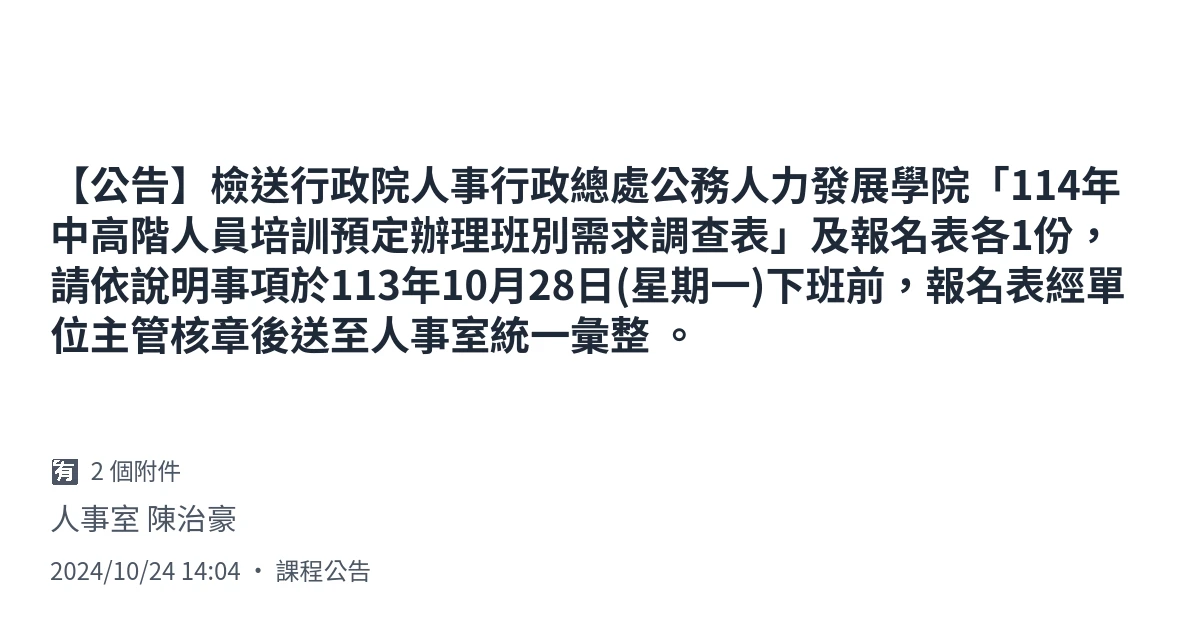 【公告】檢送行政院人事行政總處公務人力發展學院「114年
中高階人員培訓預定辦理班別需求調查表」及報名表各1份，
請依說明事項於113年10月28日(星期一)下班前，報名表經單
位主管核章後送至人事室統一彙整 。
🈶 2 個附件
人事室 陳治豪
2024/10/24 14:04 • 課程公告